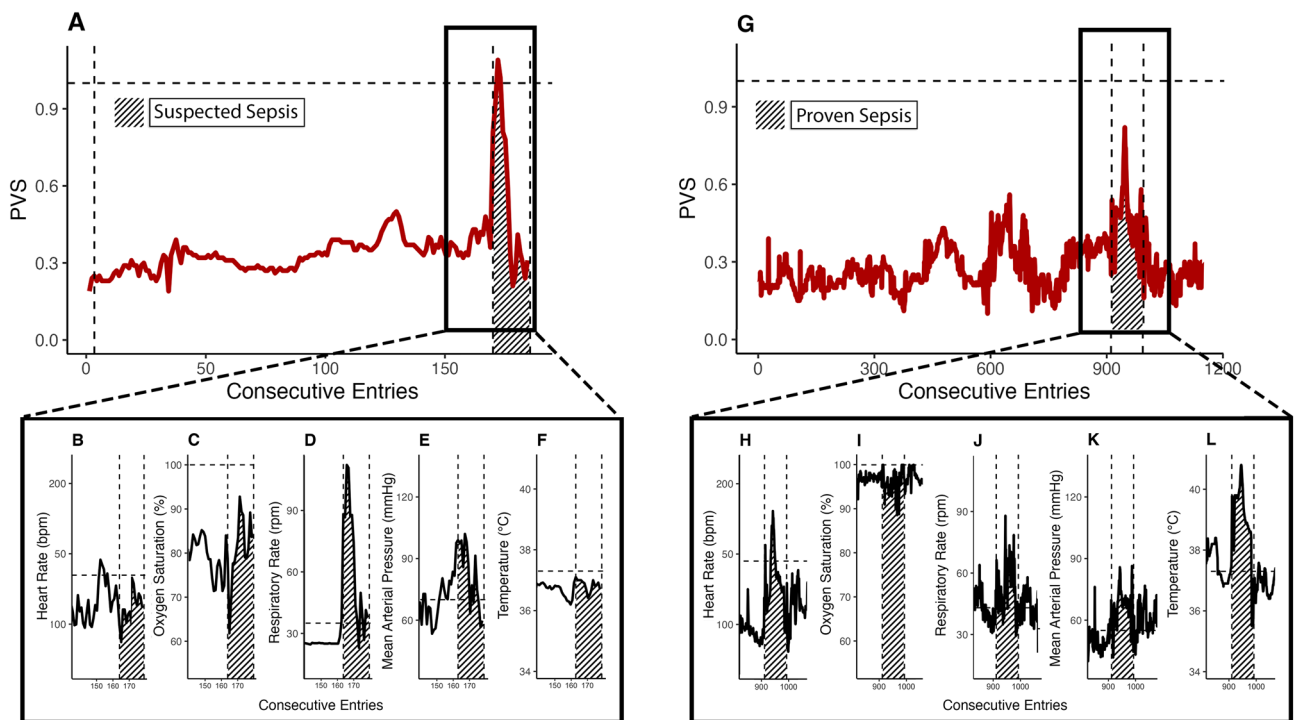 A
PVS
0.9
0.6
0.3
0.0
Suspected Sepsis
0 50 100 150
Consecutive Entries
G
PVS
0.9
0.6
0.3
0.0
Proven Sepsis
0 300 600 900 1200
Consecutive Entries
B
Heart Rate (bpm)
200
50
100
150 160 170
C
Oxygen Saturation (%)
100
90
80
70
60
150 160 170
D
Respiratory Rate (rpm)
90
60
30
150 160 170
E
Mean Arterial Pressure (mmHg)
120
90
60
150 160 170
F
Temperature (°C)
40
38
36
34
150 160 170
Consecutive Entries
H
Heart Rate (bpm)
200
50
100
900 1000
I
Oxygen Saturation (%)
100
90
80
70
60
900 1000
J
Respiratory Rate (rpm)
90
60
30
900 1000
K
Mean Arterial Pressure (mmHg)
120
90
60
900 1000
L
Temperature (°C)
40
38
36
34
900 1000
Consecutive Entries